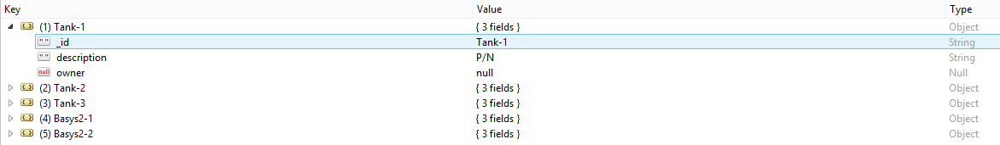 Key Value Type
(1) Tank-1 { 3 fields } Object
"" _id Tank-1 String
"" description P/N String
null owner null Null
(2) Tank-2 { 3 fields } Object
(3) Tank-3 { 3 fields } Object
(4) Basys2-1 { 3 fields } Object
(5) Basys2-2 { 3 fields } Object